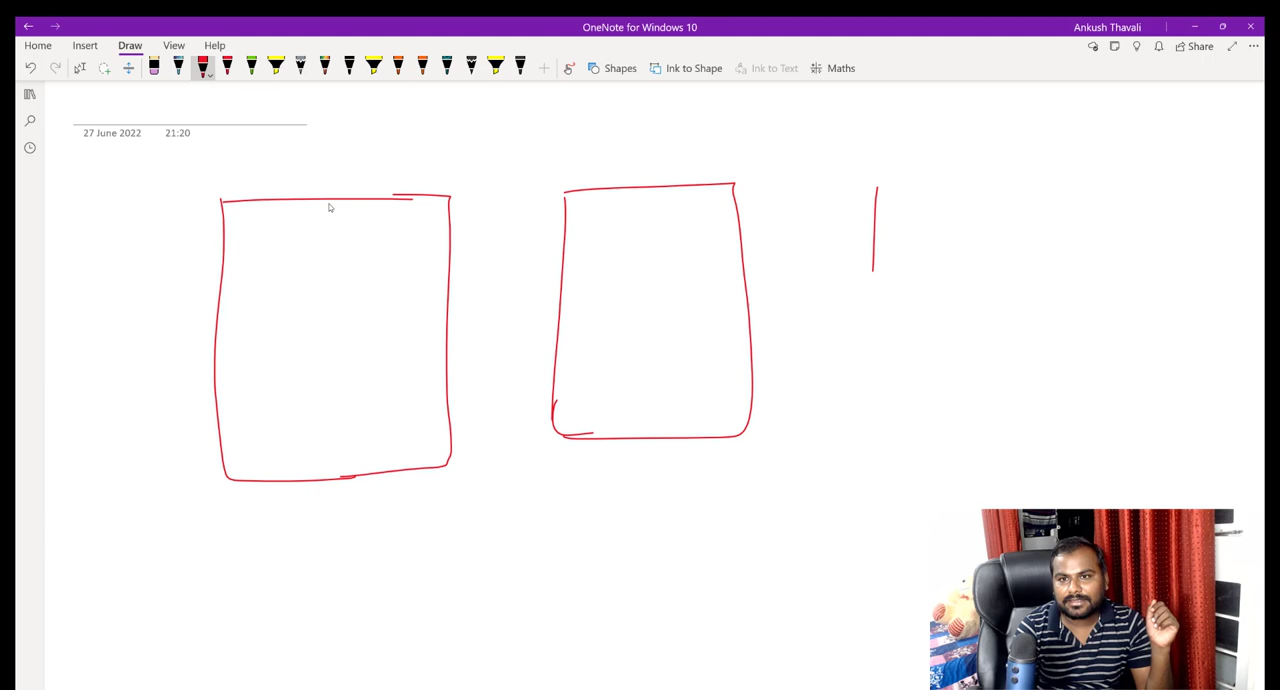 OneNote for Windows 10
Ankush Thavali
Home Insert Draw View Help
Share
Shapes Ink to Shape Ink to Text Maths
27 June 2022 21:20